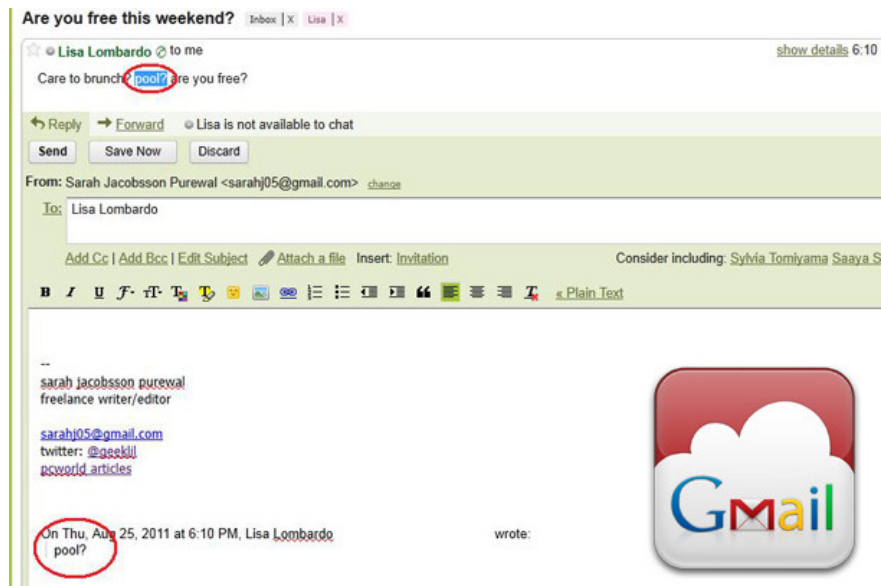 Are you free this weekend? Inbox | X Lisa | X
Lisa Lombardo to me show details 6:10
Care to brunch? pool? are you free?
Reply Forward Lisa is not available to chat
Send Save Now Discard
From: Sarah Jacobsson Purewal <sarahj05@gmail.com> change
To: Lisa Lombardo
Add Cc | Add Bcc | Edit Subject Attach a file Insert: Invitation Consider including: Sylvia Tomiyama Saaya S
B I U « Plain Text
--
sarah jacobsson purewal
freelance writer/editor
sarahj05@gmail.com
twitter: @geeklil
pcworld articles
Gmail
On Thu, Aug 25, 2011 at 6:10 PM, Lisa Lombardo wrote:
pool?